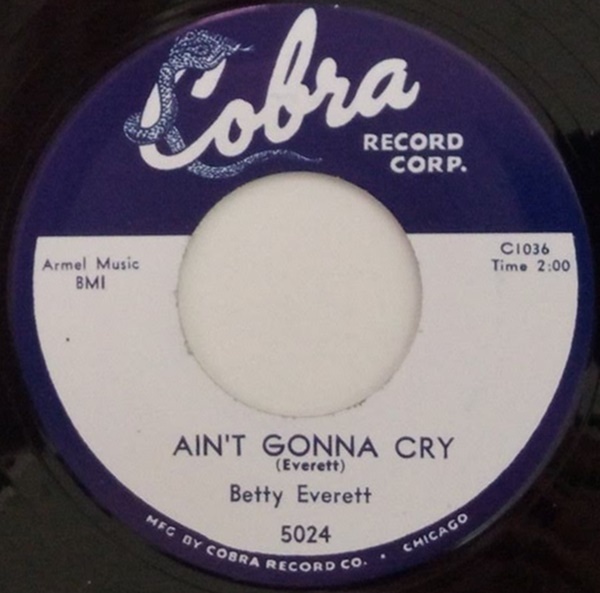 Cobra
RECORD
CORP.
Armel Music
BMI
C1036
Time 2:00
AIN'T GONNA CRY
(Everett)
Betty Everett
5024
MFG BY COBRA RECORD CO. • CHICAGO